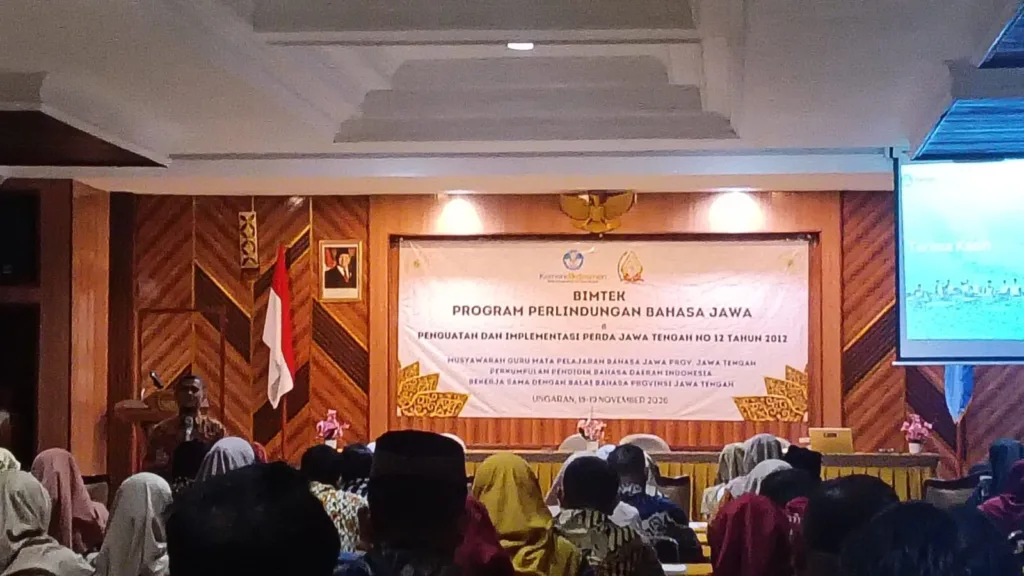 BIMTEK
PROGRAM PERLINDUNGAN BAHASA JAWA
&
PENGUATAN DAN IMPLEMENTASI PERDA JAWA TENGAH NO 12 TAHUN 2012
MUSYAWARAH GURU MATA PELAJARAN BAHASA JAWA PROV. JAWA TENGAH
PERKUMPULAN PENDIDIK BAHASA DAERAH INDONESIA
BEKERJA SAMA DENGAN BALAI BAHASA PROVINSI JAWA TENGAH
UNGARAN, NOVEMBER
Terima Kasih